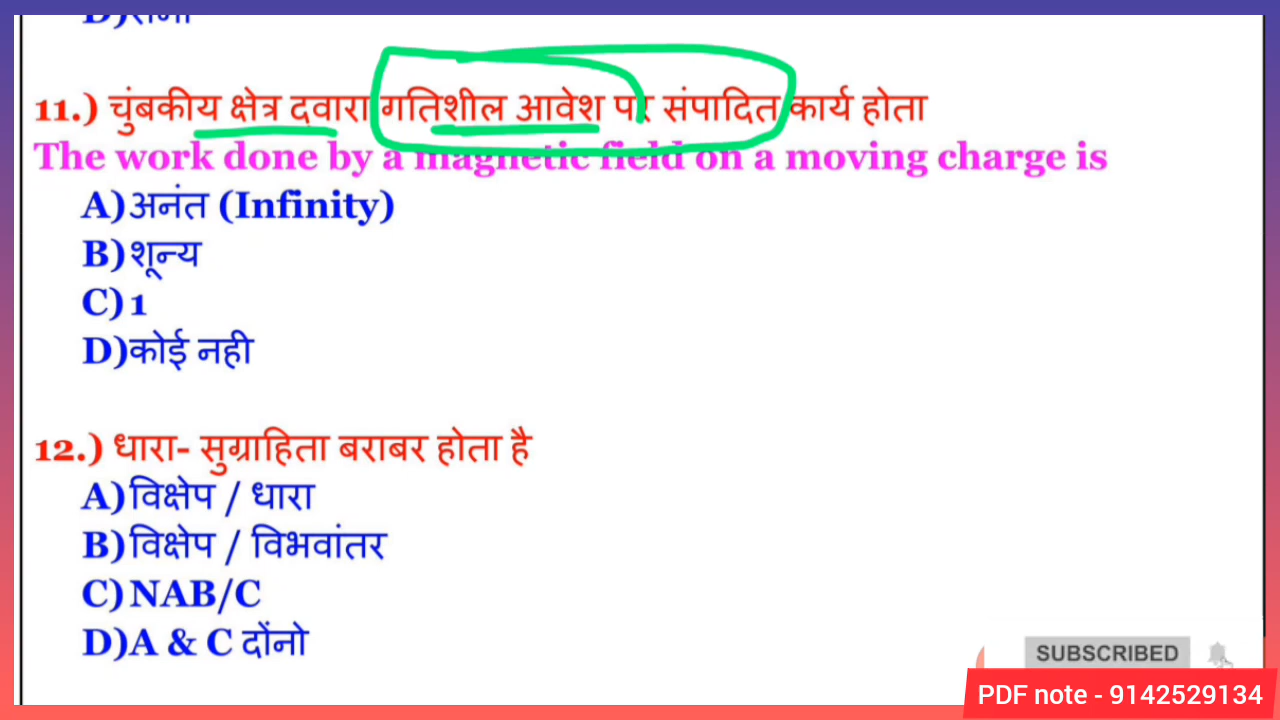 11.) चुंबकीय क्षेत्र दवारा गतिशील आवेश पर संपादित कार्य होता
The work done by a magnetic field on a moving charge is
A) अनंत (Infinity)
B) शून्य
C) 1
D) कोई नही
12.) धारा- सुग्राहिता बराबर होता है
A) विक्षेप / धारा
B) विक्षेप / विभवांतर
C) NAB/C
D) A & C दोंनो
SUBSCRIBED
PDF note - 9142529134